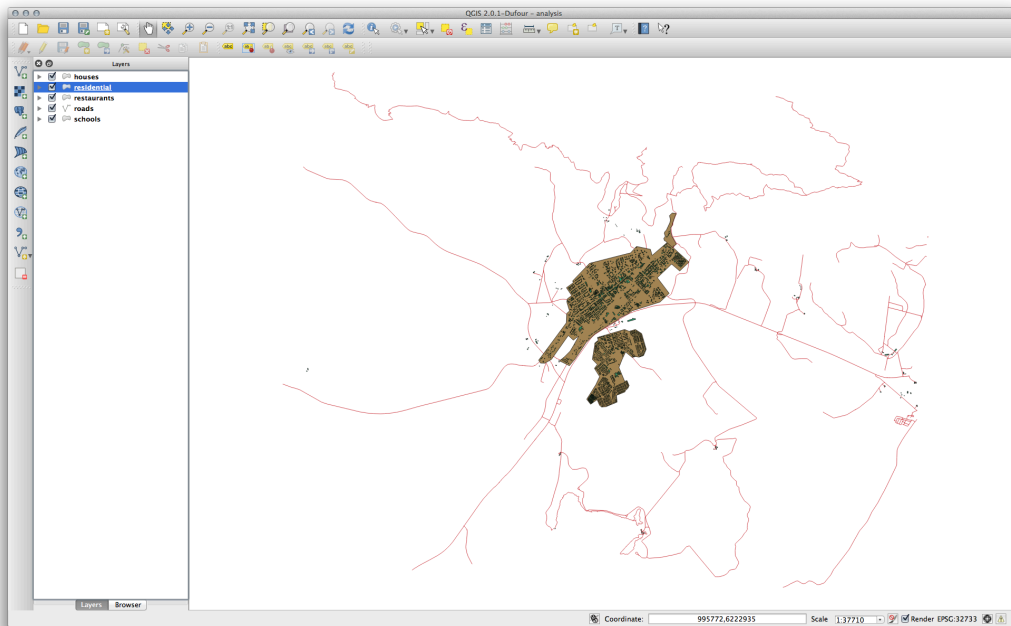 QGIS 2.0.1-Dufour - analysis
abc
Layers
houses
residential
restaurants
roads
schools
Layers Browser
Coordinate: 995772,6222935 Scale 1:37710 Render EPSG:32733